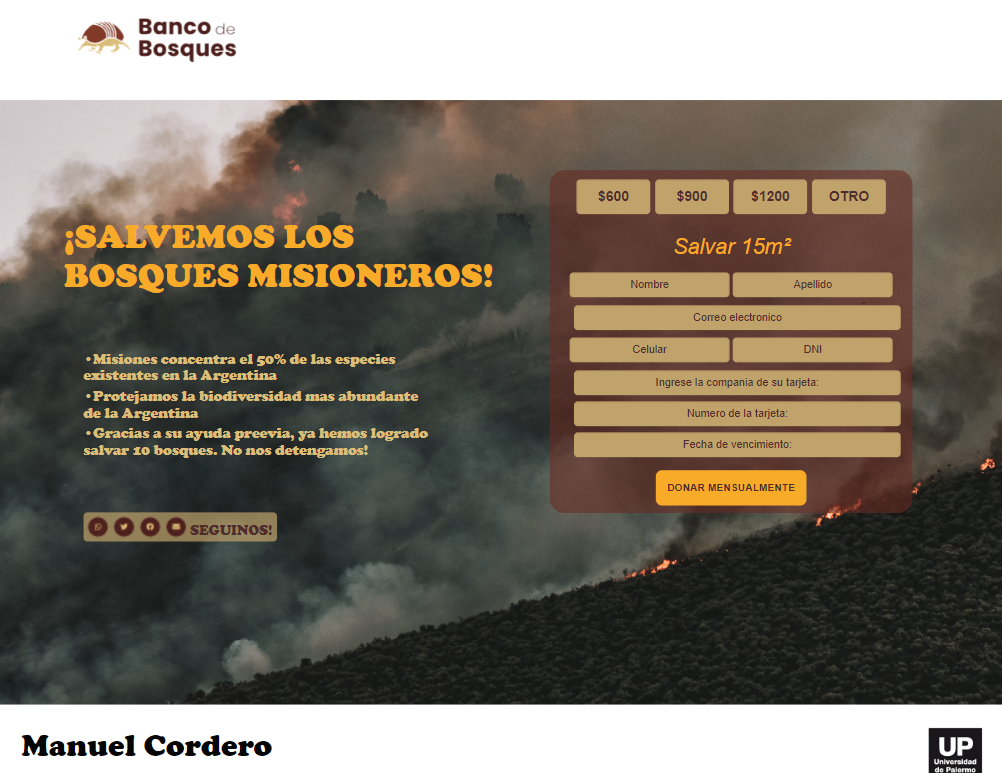 Banco de
Bosques
¡SALVEMOS LOS
BOSQUES MISIONEROS!
•Misiones concentra el 50% de las especies
existentes en la Argentina
•Protejamos la biodiversidad mas abundante
de la Argentina
•Gracias a su ayuda preevia, ya hemos logrado
salvar 10 bosques. No nos detengamos!
SEGUINOS!
$600 $900 $1200 OTRO
Salvar 15m²
Nombre Apellido
Correo electronico
Celular DNI
Ingrese la compania de su tarjeta:
Numero de la tarjeta:
Fecha de vencimiento:
DONAR MENSUALMENTE
Manuel Cordero
UP
Universidad
de Palermo